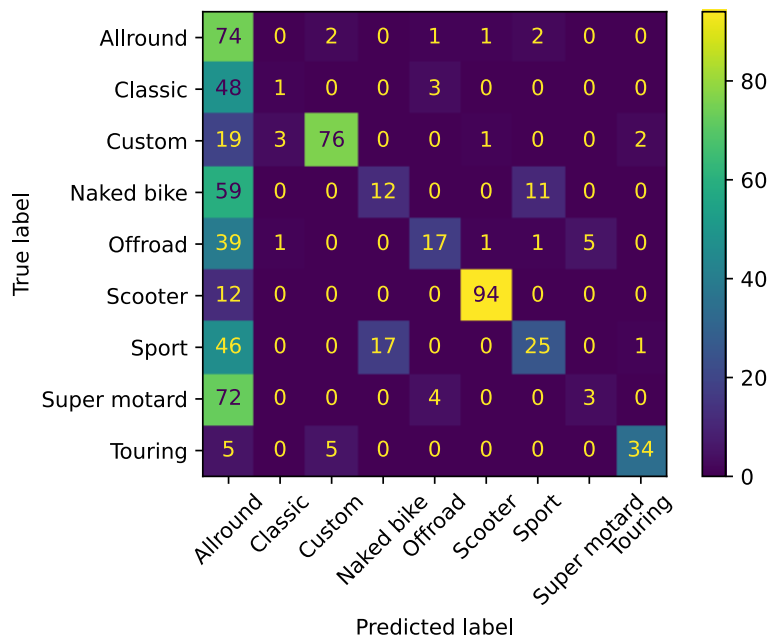 Allround 74 0 2 0 1 1 2 0 0
Classic 48 1 0 0 3 0 0 0 0
Custom 19 3 76 0 0 1 0 0 2
Naked bike 59 0 0 12 0 0 11 0 0
Offroad 39 1 0 0 17 1 1 5 0
Scooter 12 0 0 0 0 94 0 0 0
Sport 46 0 0 17 0 0 25 0 1
Super motard 72 0 0 0 4 0 0 3 0
Touring 5 0 5 0 0 0 0 0 34
True label
Allround Classic Custom Naked bike Offroad Scooter Sport Super motard Touring
Predicted label
80
60
40
20
0